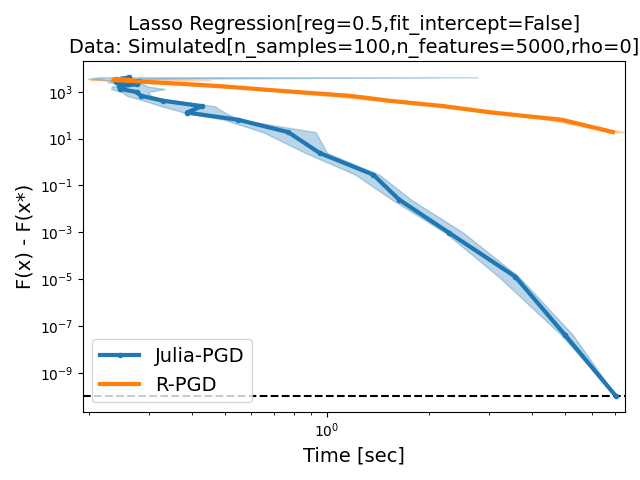 Lasso Regression[reg=0.5,fit_intercept=False]
Data: Simulated[n_samples=100,n_features=5000,rho=0]
F(x) - F(x*)
10³
10¹
10⁻¹
10⁻³
10⁻⁵
10⁻⁷
10⁻⁹
Julia-PGD
R-PGD
10⁰
Time [sec]